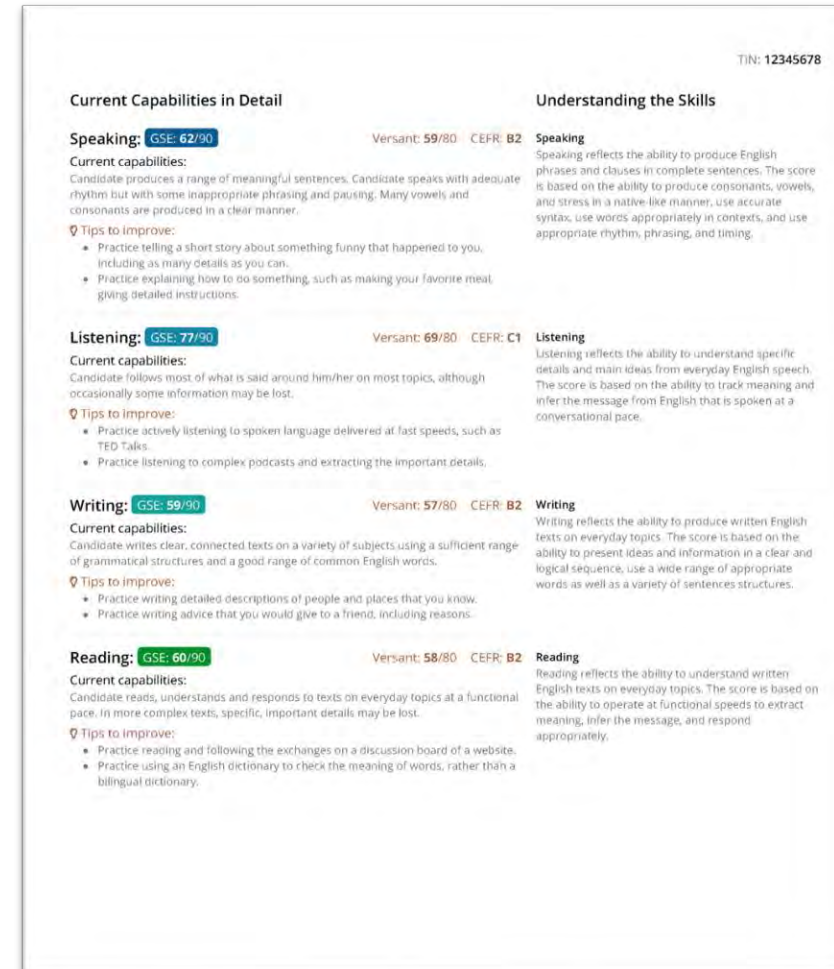 TIN: 12345678
Current Capabilities in Detail
Speaking: GSE: 62/90 Versant: 59/80 CEFR: B2
Current capabilities:
Candidate produces a range of meaningful sentences. Candidate speaks with adequate
rhythm but with some inappropriate phrasing and pausing. Many vowels and
consonants are produced in a clear manner.
Tips to improve:
• Practice telling a short story about something funny that happened to you,
including as many details as you can.
• Practice explaining how to do something, such as making your favorite meal,
giving detailed instructions.
Listening: GSE: 77/90 Versant: 69/80 CEFR: C1
Current capabilities:
Candidate follows most of what is said around him/her on most topics, although
occasionally some information may be lost.
Tips to improve:
• Practice actively listening to spoken language delivered at fast speeds, such as
TED Talks.
• Practice listening to complex podcasts and extracting the important details.
Writing: GSE: 59/90 Versant: 57/80 CEFR: B2
Current capabilities:
Candidate writes clear, connected texts on a variety of subjects using a sufficient range
of grammatical structures and a good range of common English words.
Tips to improve:
• Practice writing detailed descriptions of people and places that you know.
• Practice writing advice that you would give to a friend, including reasons.
Reading: GSE: 60/90 Versant: 58/80 CEFR: B2
Current capabilities:
Candidate reads, understands and responds to texts on everyday topics at a functional
pace. In more complex texts, specific, important details may be lost.
Tips to improve:
• Practice reading and following the exchanges on a discussion board of a website.
• Practice using an English dictionary to check the meaning of words, rather than a
bilingual dictionary.
Understanding the Skills
Speaking
Speaking reflects the ability to produce English
phrases and clauses in complete sentences. The score
is based on the ability to produce consonants, vowels,
and stress in a native-like manner, use accurate
syntax, use words appropriately in contexts, and use
appropriate rhythm, phrasing, and timing.
Listening
Listening reflects the ability to understand specific
details and main ideas from everyday English speech.
The score is based on the ability to track meaning and
infer the message from English that is spoken at a
conversational pace.
Writing
Writing reflects the ability to produce written English
texts on everyday topics. The score is based on the
ability to present ideas and information in a clear and
logical sequence, use a wide range of appropriate
words as well as a variety of sentences structures.
Reading
Reading reflects the ability to understand written
English texts on everyday topics. The score is based on
the ability to operate at functional speeds to extract
meaning, infer the message, and respond
appropriately.